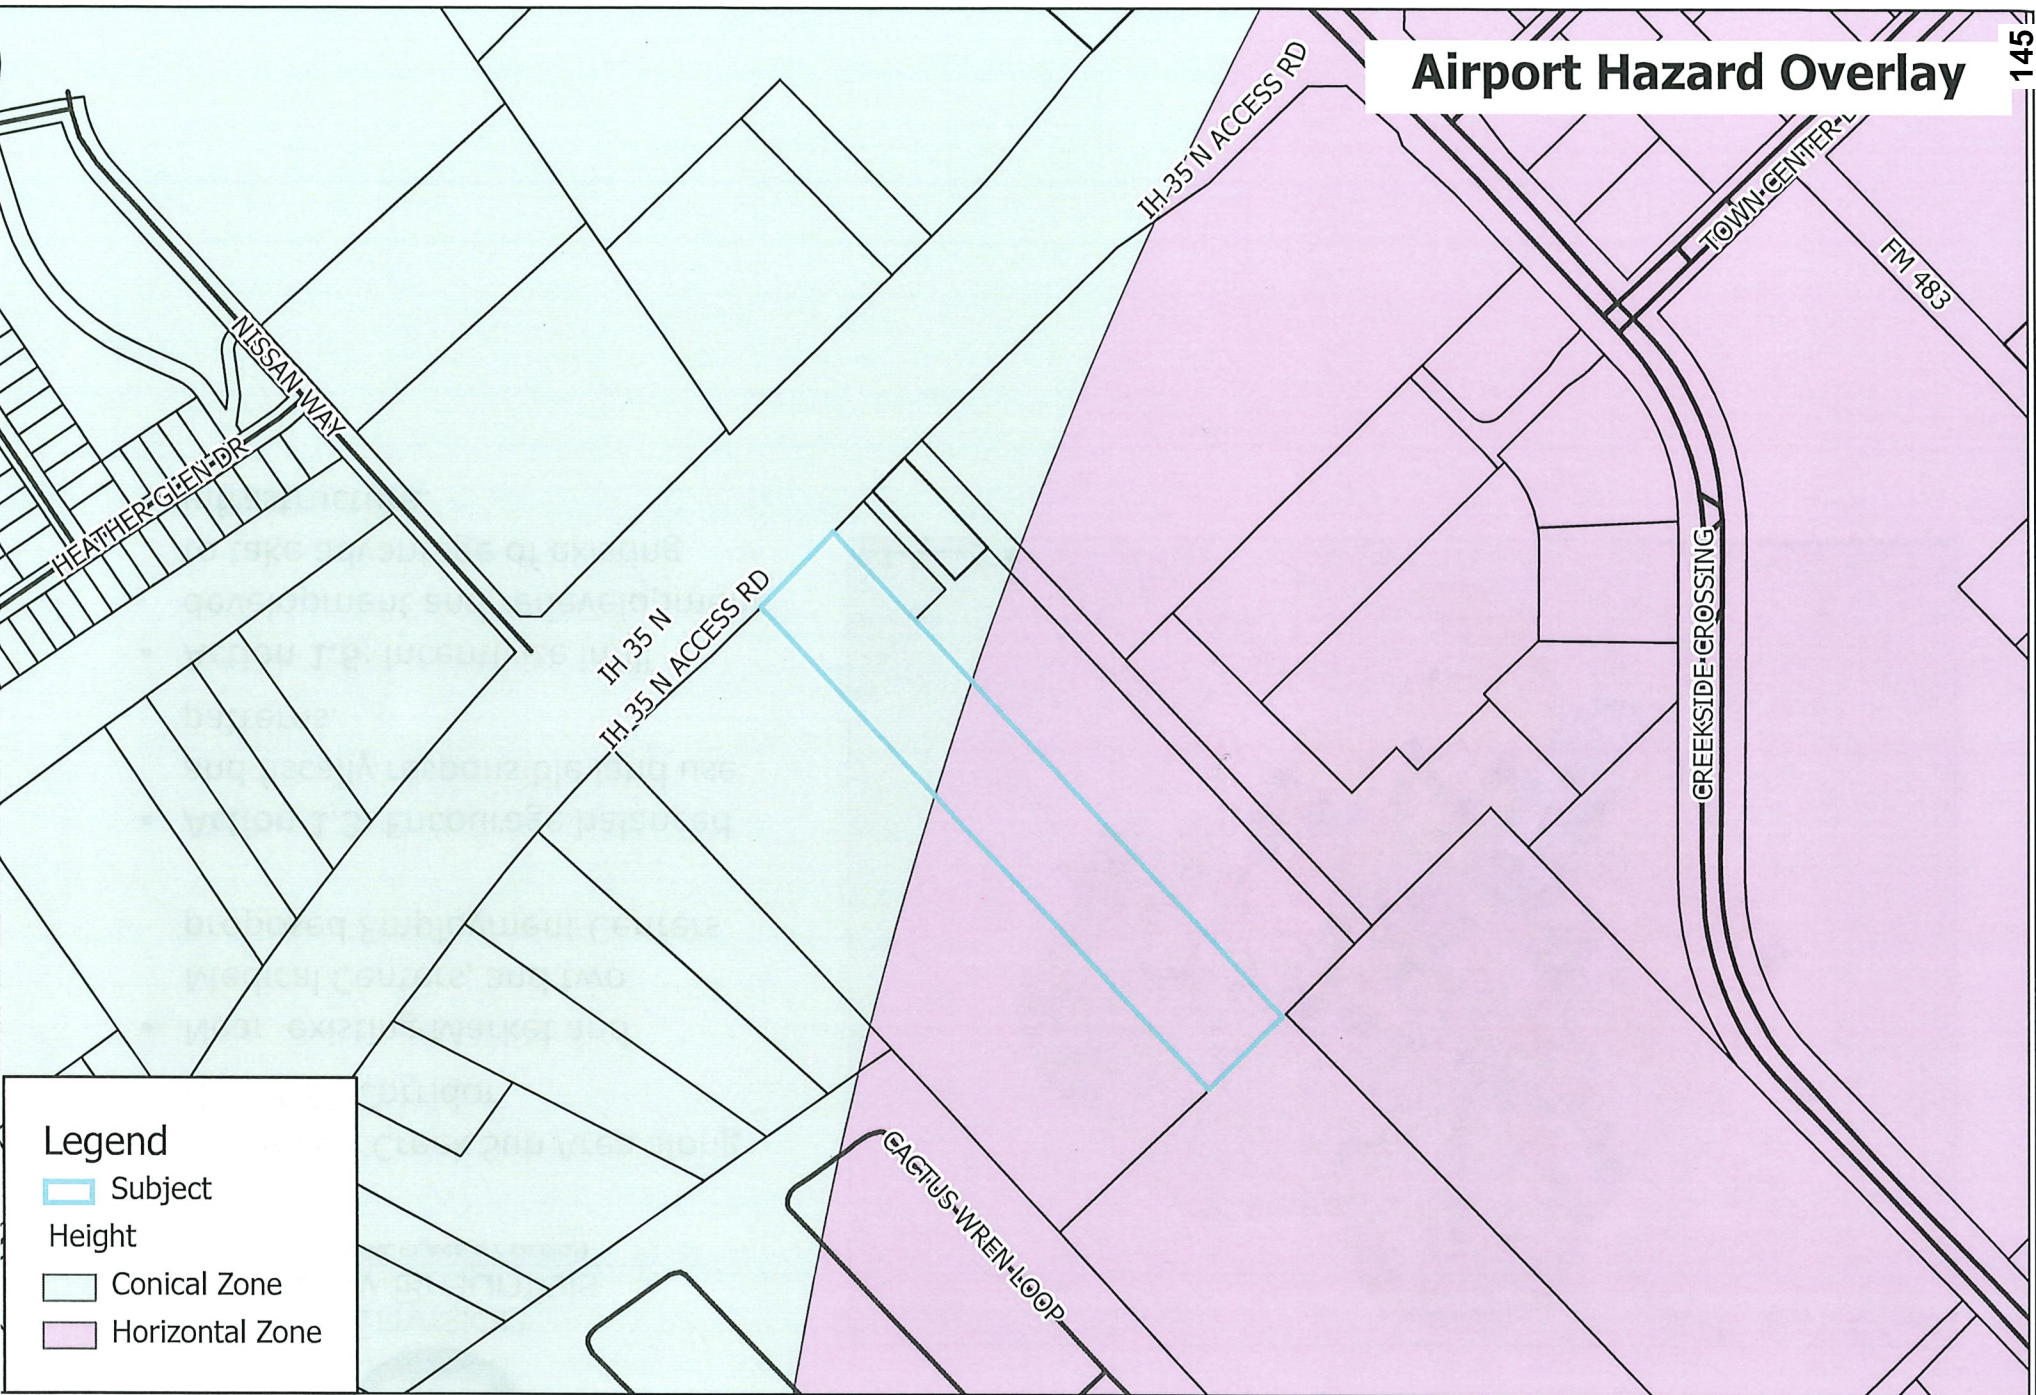 145
Airport Hazard Overlay
IH 35 N ACCESS RD
TOWN CENTER
FM 483
NISSAN WAY
HEATHER GLEN DR
IH 35 N
IH 35 N ACCESS RD
CREEKSIDE CROSSING
CACTUS WREN LOOP
Legend
Subject
Height
Conical Zone
Horizontal Zone